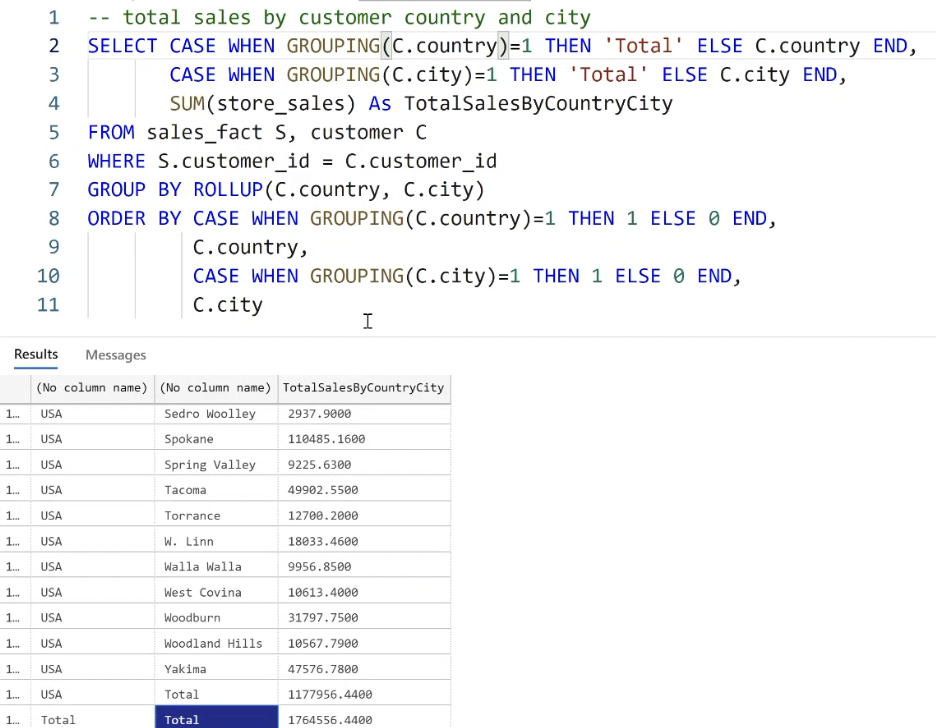 1 -- total sales by customer country and city
2 SELECT CASE WHEN GROUPING(C.country)=1 THEN 'Total' ELSE C.country END,
3 CASE WHEN GROUPING(C.city)=1 THEN 'Total' ELSE C.city END,
4 SUM(store_sales) As TotalSalesByCountryCity
5 FROM sales_fact S, customer C
6 WHERE S.customer_id = C.customer_id
7 GROUP BY ROLLUP(C.country, C.city)
8 ORDER BY CASE WHEN GROUPING(C.country)=1 THEN 1 ELSE 0 END,
9 C.country,
10 CASE WHEN GROUPING(C.city)=1 THEN 1 ELSE 0 END,
11 C.city
Results Messages
(No column name) (No column name) TotalSalesByCountryCity
1... USA Sedro Woolley 2937.9000
1... USA Spokane 110485.1600
1... USA Spring Valley 9225.6300
1... USA Tacoma 49902.5500
1... USA Torrance 12700.2000
1... USA W. Linn 18033.4600
1... USA Walla Walla 9956.8500
1... USA West Covina 10613.4000
1... USA Woodburn 31797.7500
1... USA Woodland Hills 10567.7900
1... USA Yakima 47576.7800
1... USA Total 1177956.4400
1... Total Total 1764556.4400